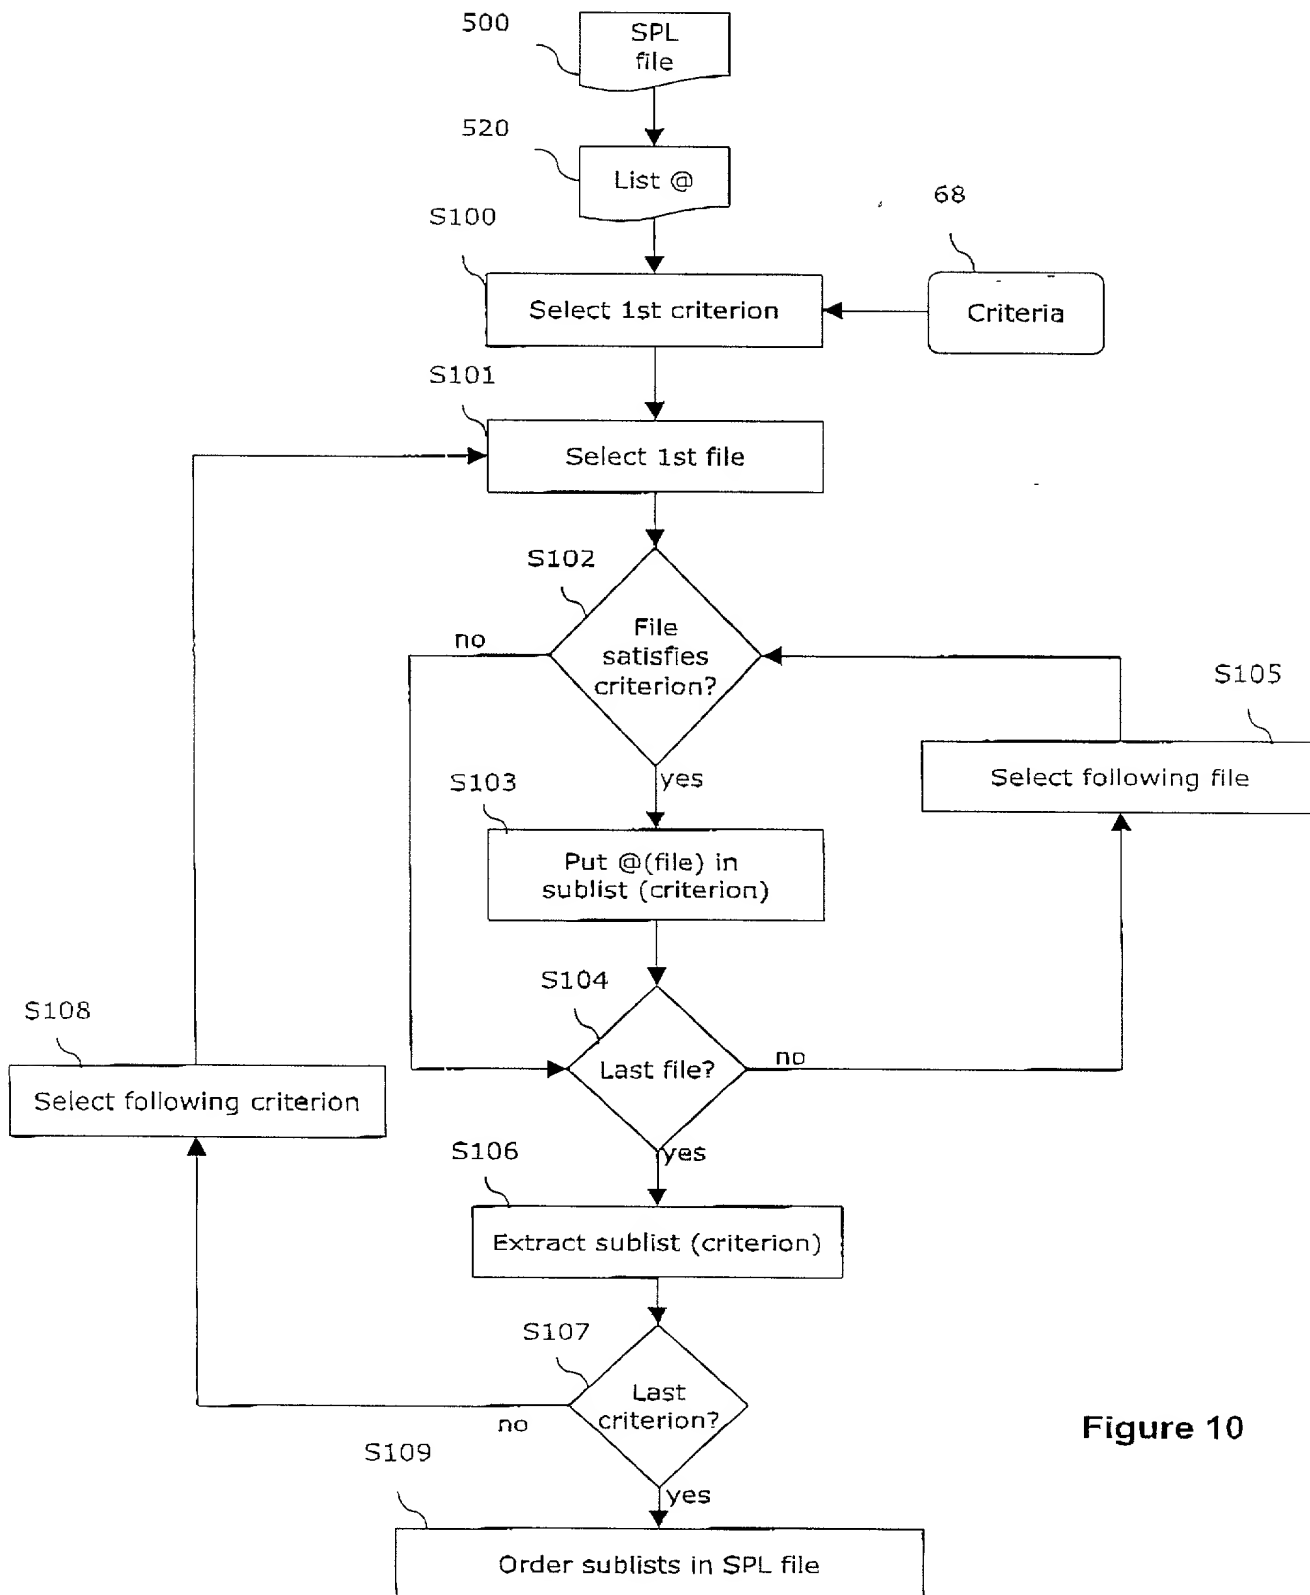 500
SPL
file
520
List @
S100
68
Select 1st criterion
Criteria
S101
Select 1st file
S102
no
File
satisfies
criterion?
S105
yes
Select following file
S103
Put @(file) in
sublist (criterion)
S104
S108
Last file?
no
Select following criterion
yes
S106
Extract sublist (criterion)
S107
Last
criterion?
no
Figure 10
S109
yes
Order sublists in SPL file